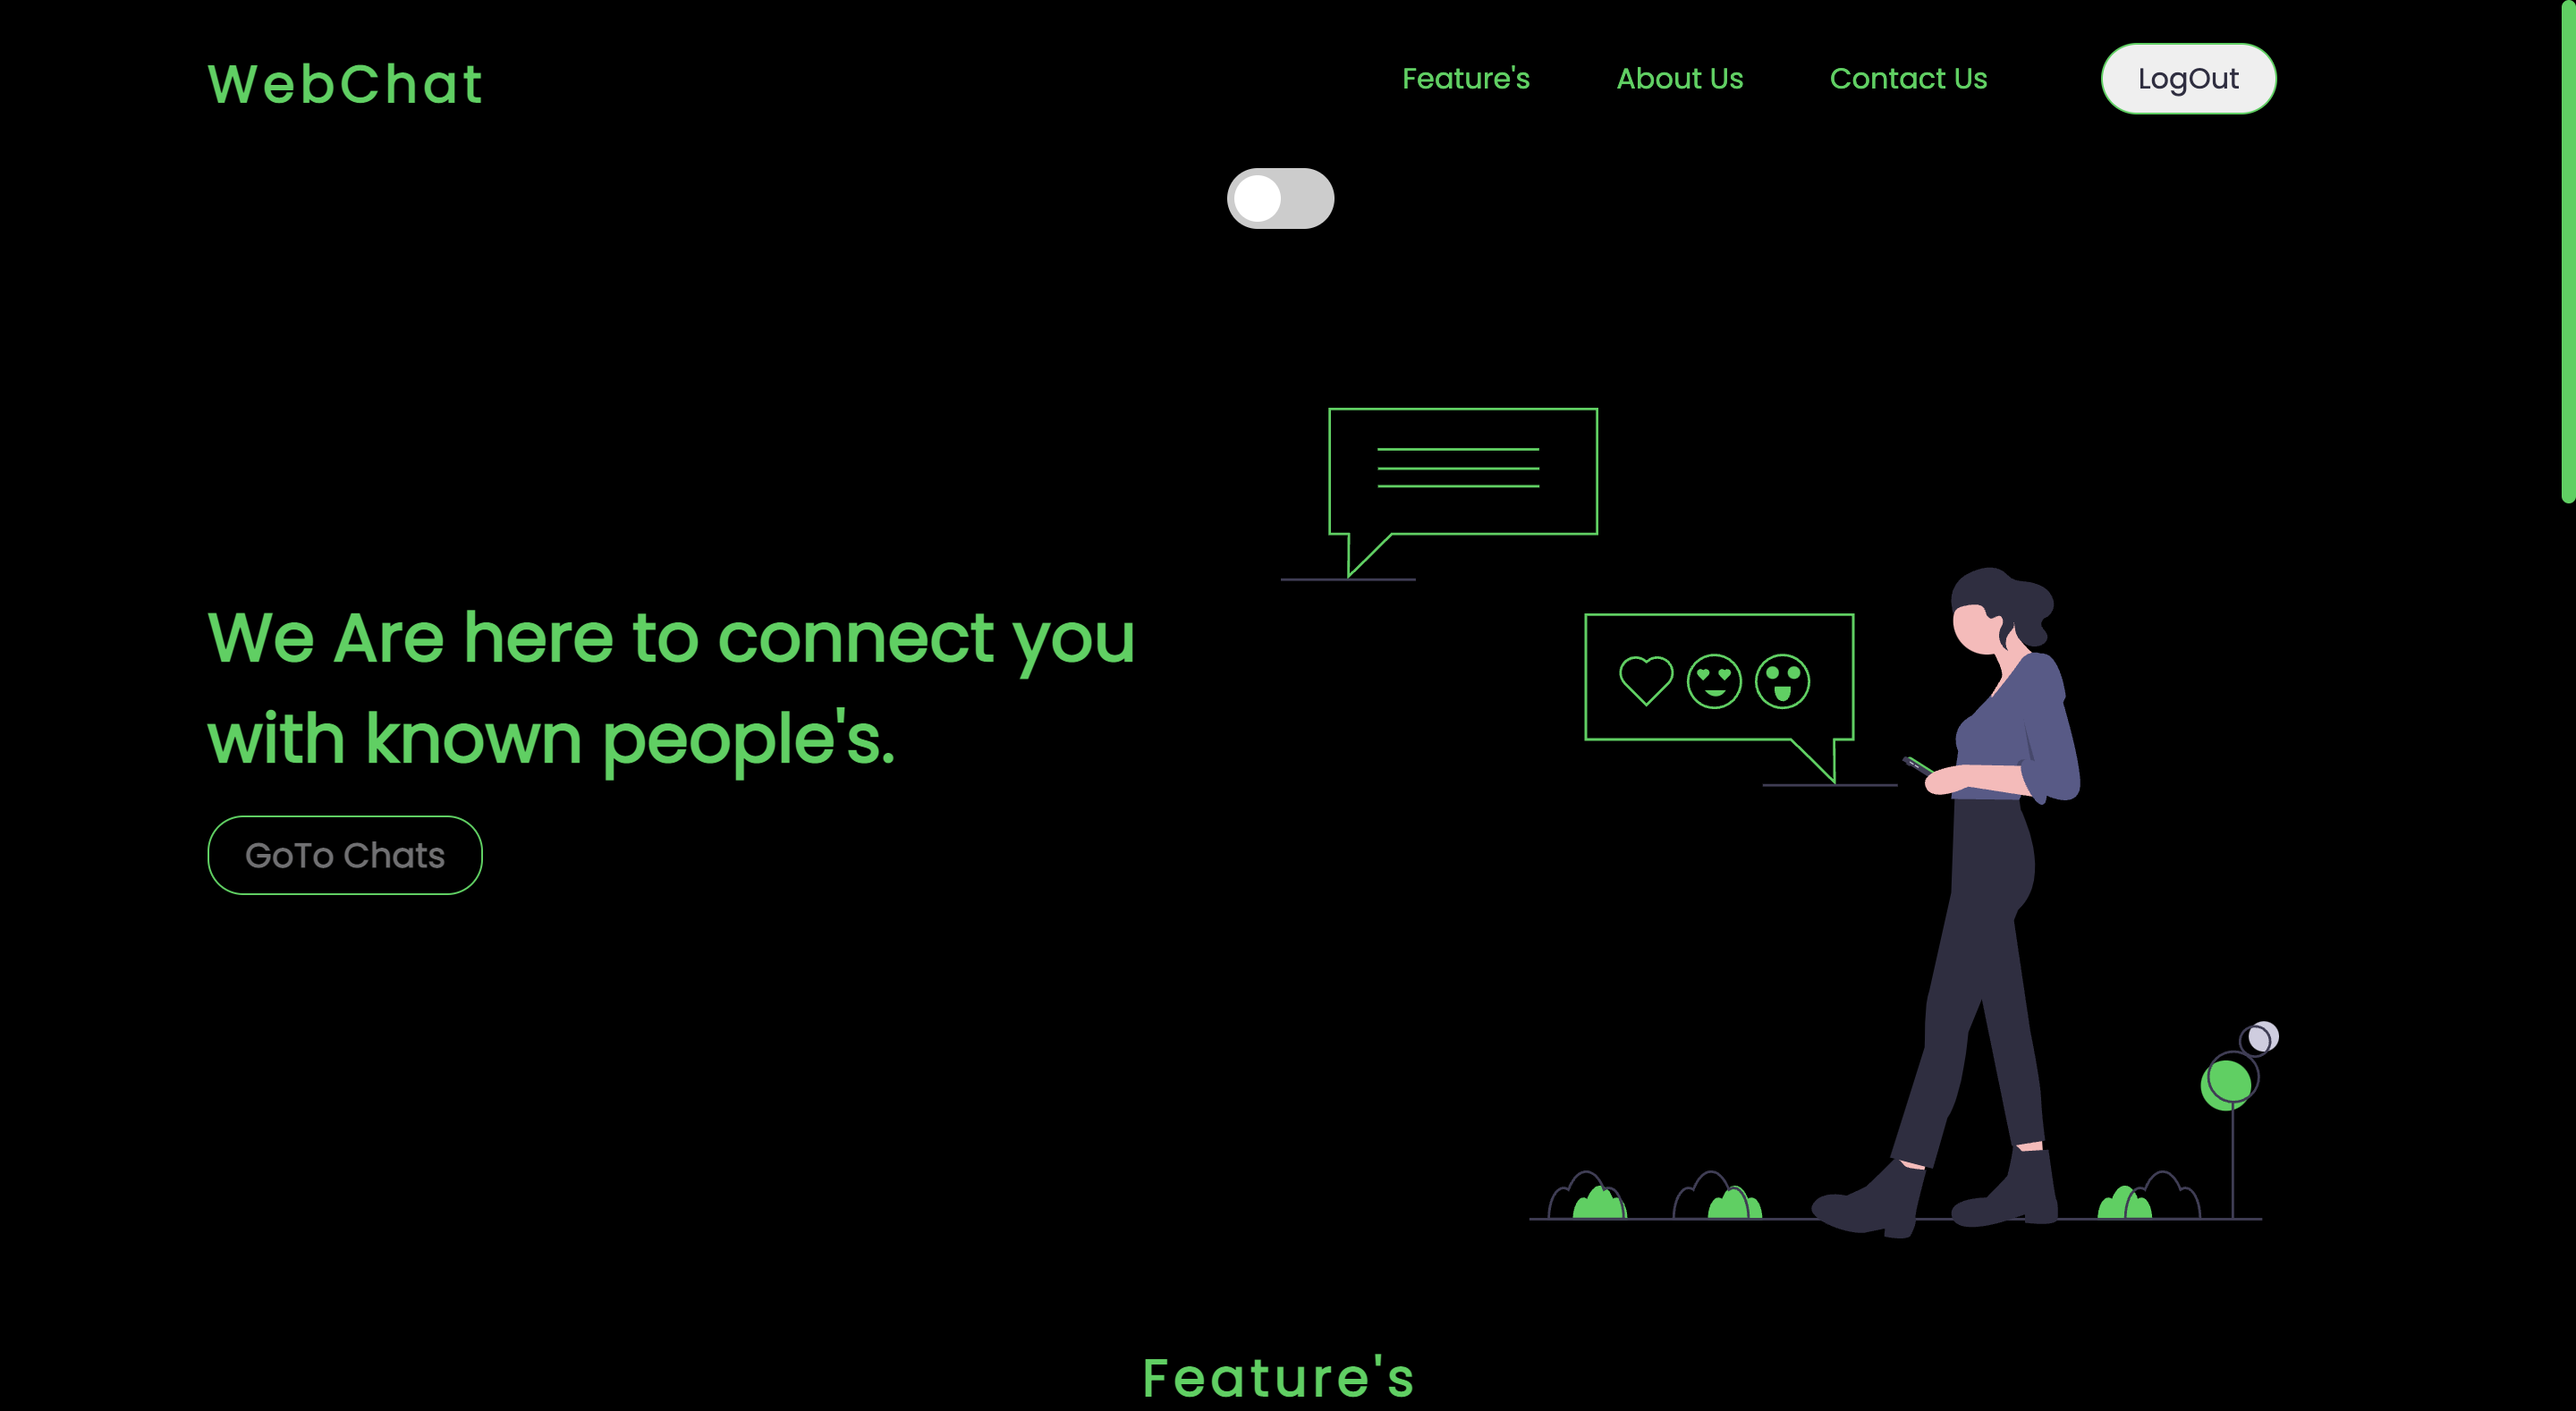 WebChat
Feature's
About Us
Contact Us
LogOut
We Are here to connect you
with known people's.
GoTo Chats
Feature's